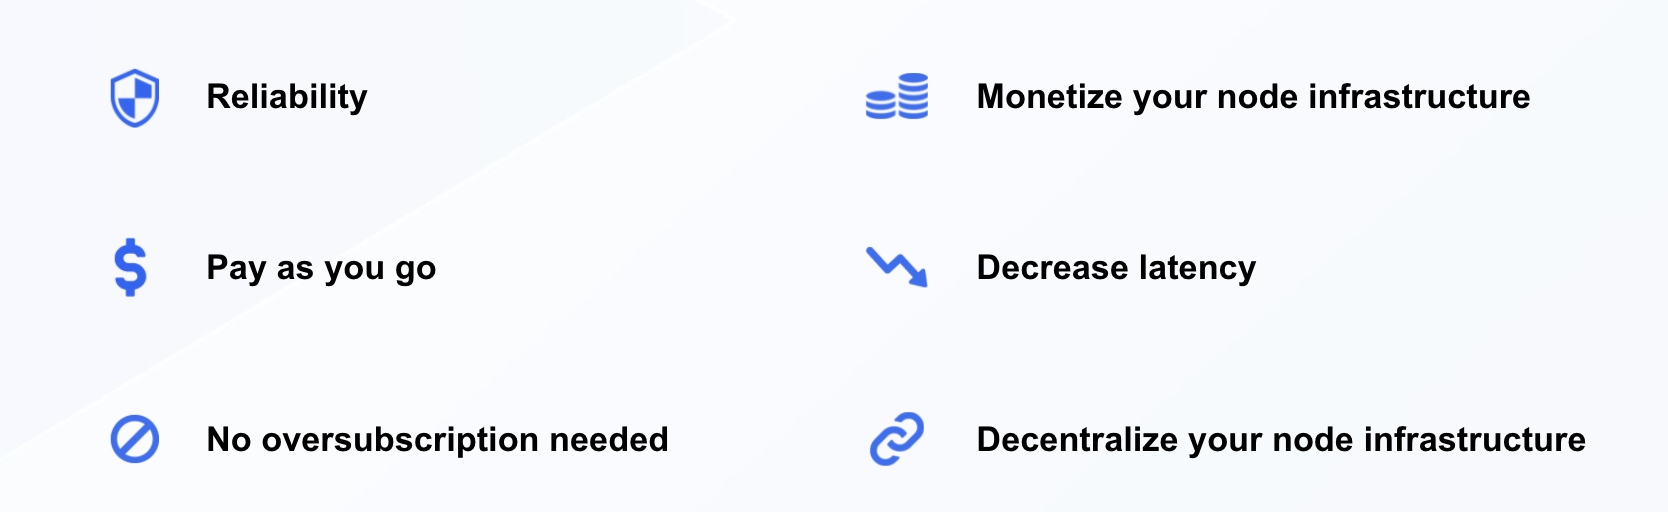 Reliability
Monetize your node infrastructure
Pay as you go
Decrease latency
No oversubscription needed
Decentralize your node infrastructure